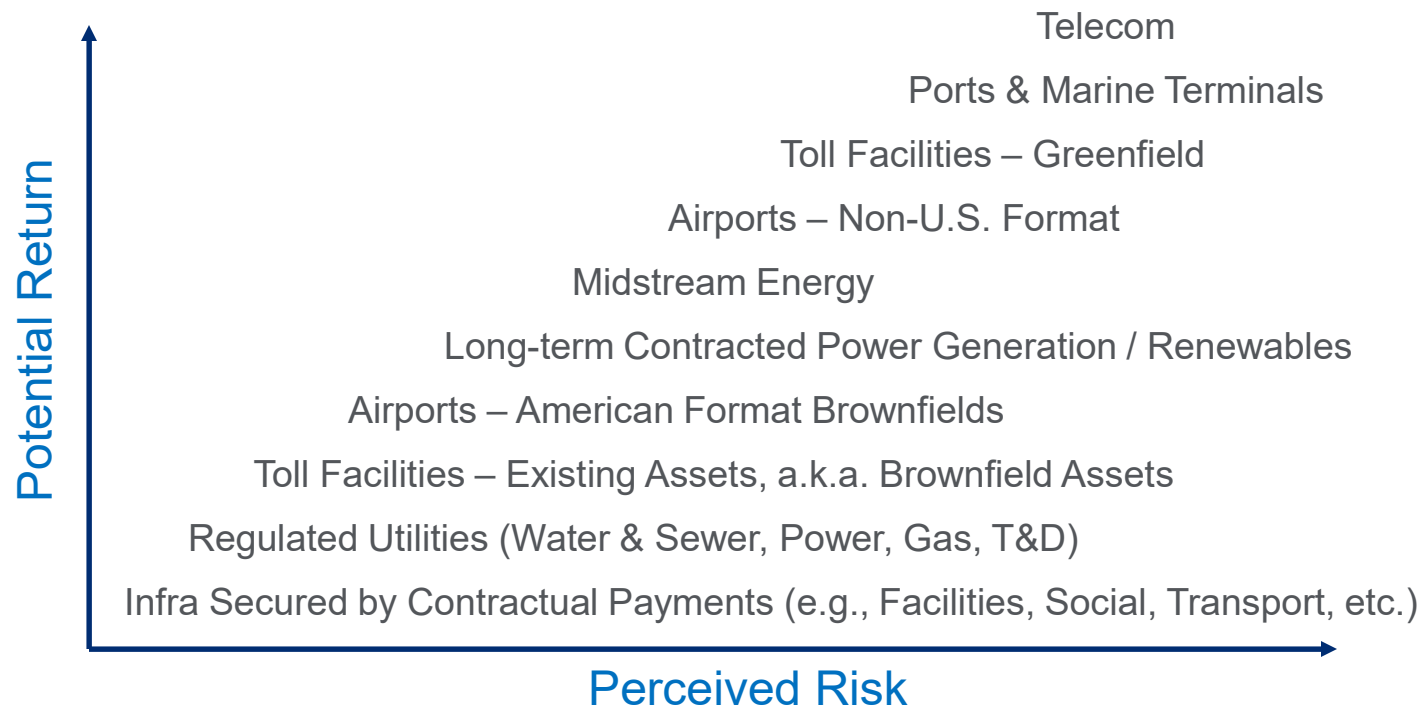 Telecom
Ports & Marine Terminals
Toll Facilities – Greenfield
Airports – Non-U.S. Format
Midstream Energy
Long-term Contracted Power Generation / Renewables
Airports – American Format Brownfields
Toll Facilities – Existing Assets, a.k.a. Brownfield Assets
Regulated Utilities (Water & Sewer, Power, Gas, T&D)
Infra Secured by Contractual Payments (e.g., Facilities, Social, Transport, etc.)
Potential Return
Perceived Risk